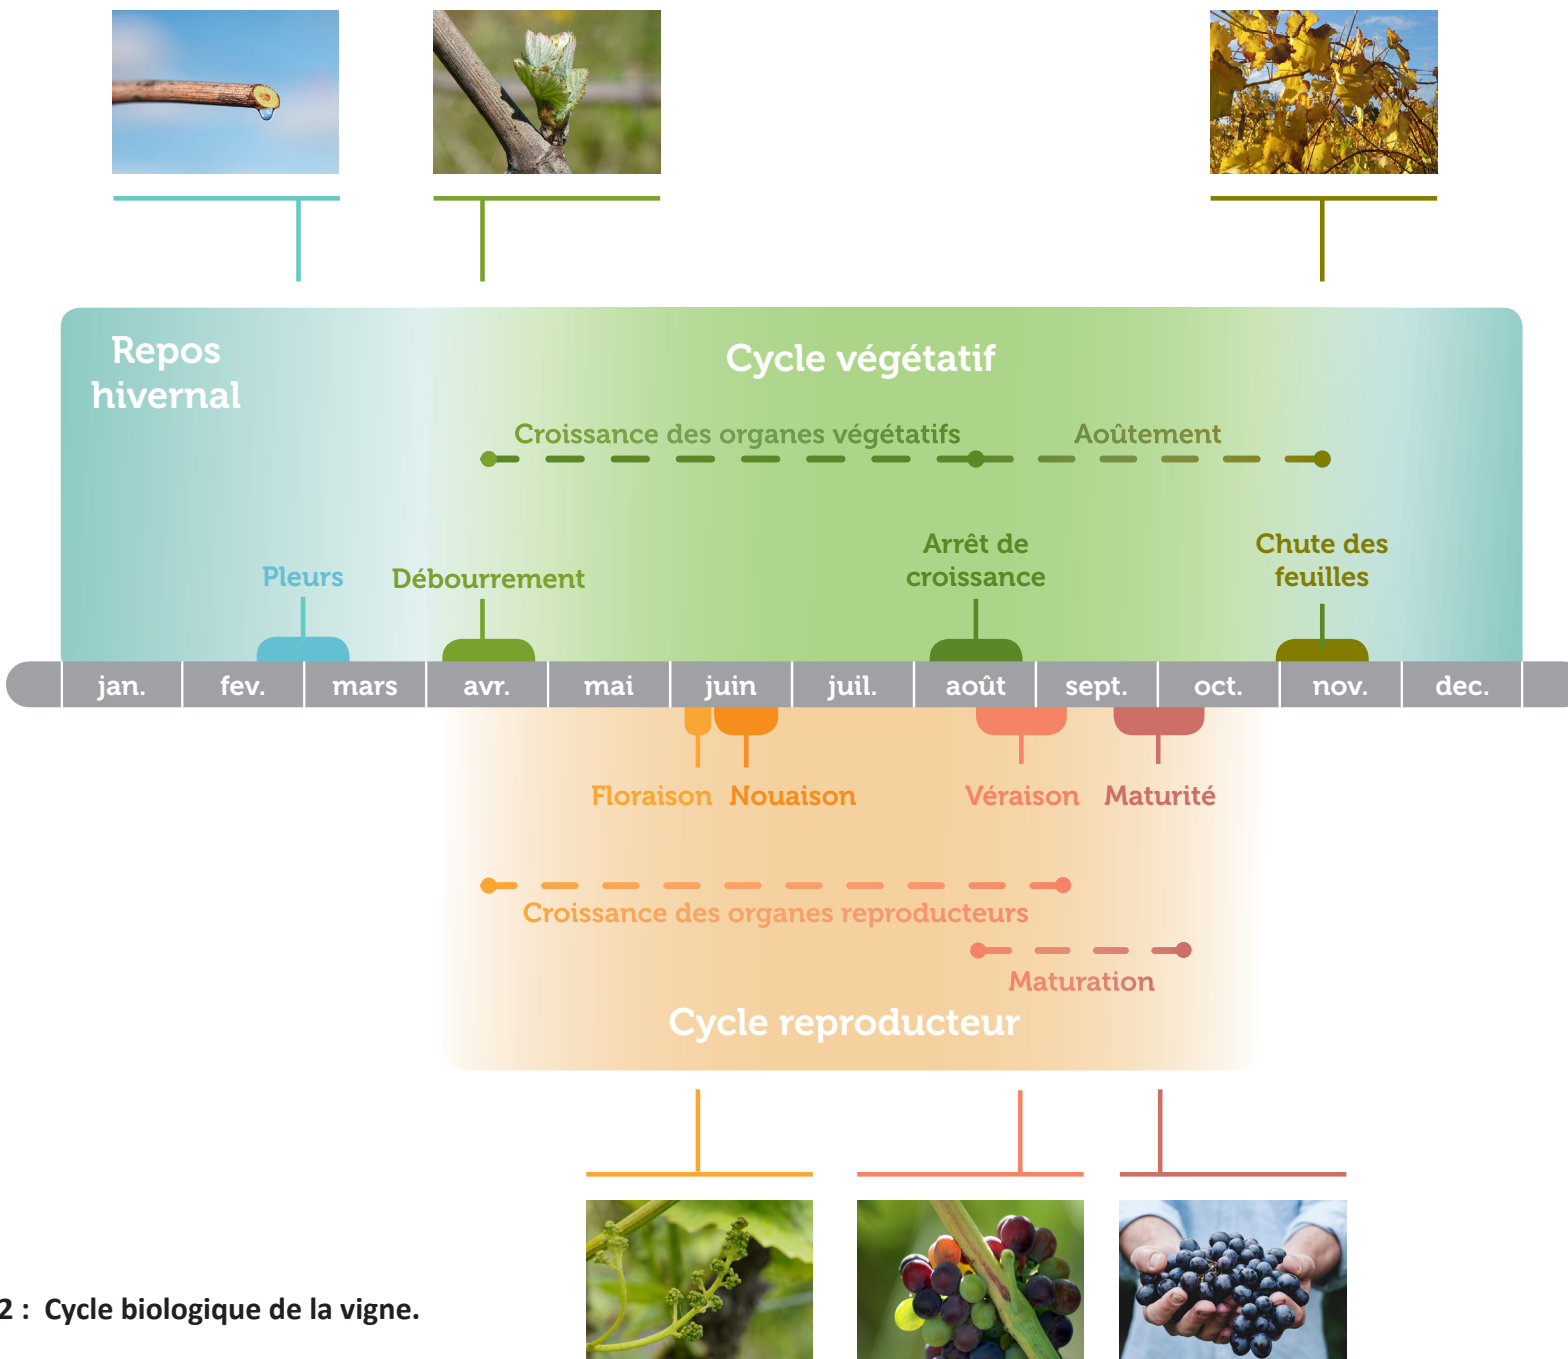 Repos
hivernal
Cycle végétatif
Croissance des organes végétatifs
Aoûtement
Pleurs
Débourrement
Arrêt de
croissance
Chute des
feuilles
jan. fev. mars avr. mai juin juil. août sept. oct. nov. dec.
Floraison
Nouaison
Véraison
Maturité
Croissance des organes reproducteurs
Maturation
Cycle reproducteur
2 : Cycle biologique de la vigne.